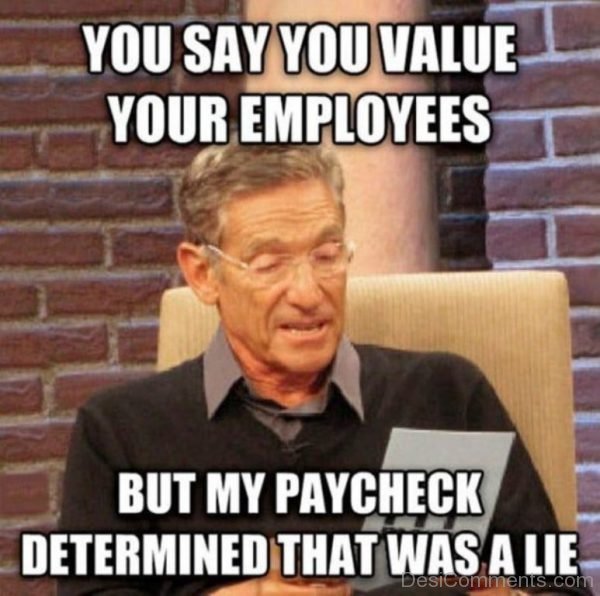 YOU SAY YOU VALUE
YOUR EMPLOYEES
BUT MY PAYCHECK
DETERMINED THAT WAS A LIE
DesiComments.com